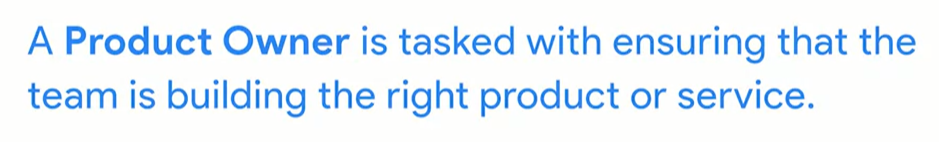 A Product Owner is tasked with ensuring that the
team is building the right product or service.